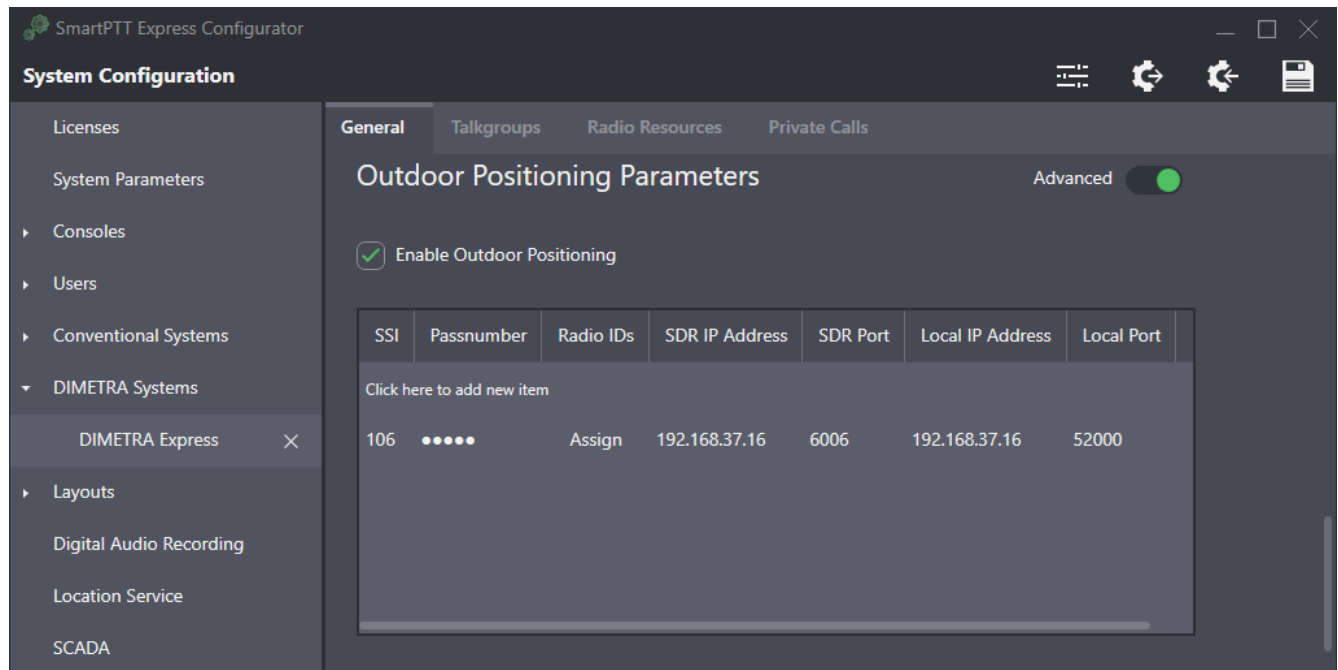 SmartPTT Express Configurator
System Configuration
Licenses
System Parameters
Consoles
Users
Conventional Systems
DIMETRA Systems
DIMETRA Express
Layouts
Digital Audio Recording
Location Service
SCADA
General Talkgroups Radio Resources Private Calls
Outdoor Positioning Parameters
Advanced
Enable Outdoor Positioning
SSI Passnumber Radio IDs SDR IP Address SDR Port Local IP Address Local Port
Click here to add new item
106 ●●●●● Assign 192.168.37.16 6006 192.168.37.16 52000